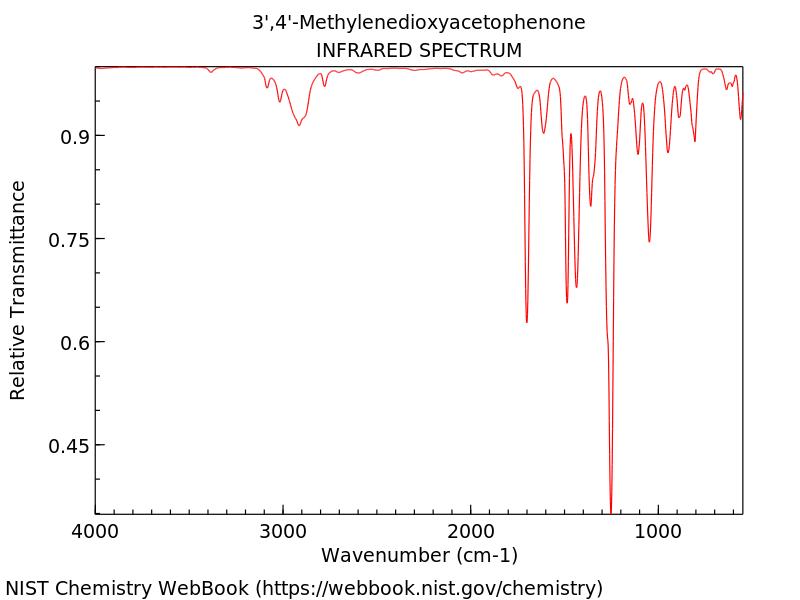 3',4'-Methylenedioxyacetophenone
INFRARED SPECTRUM
Relative Transmittance
0.9
0.75
0.6
0.45
4000 3000 2000 1000
Wavenumber (cm-1)
NIST Chemistry WebBook (https://webbook.nist.gov/chemistry)